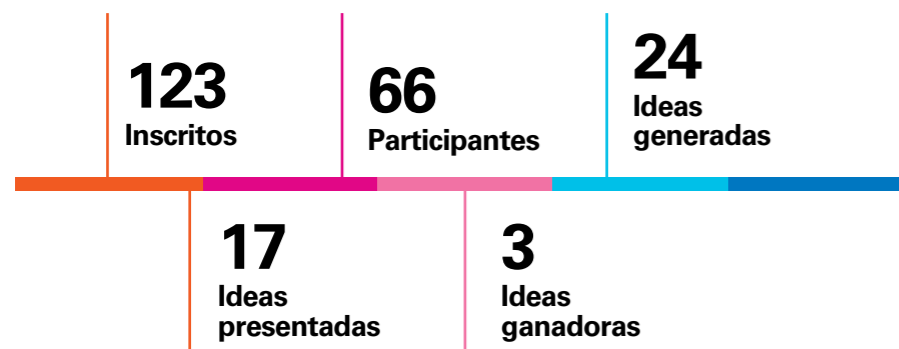 123
Inscritos
66
Participantes
24
Ideas
generadas
17
Ideas
presentadas
3
Ideas
ganadoras